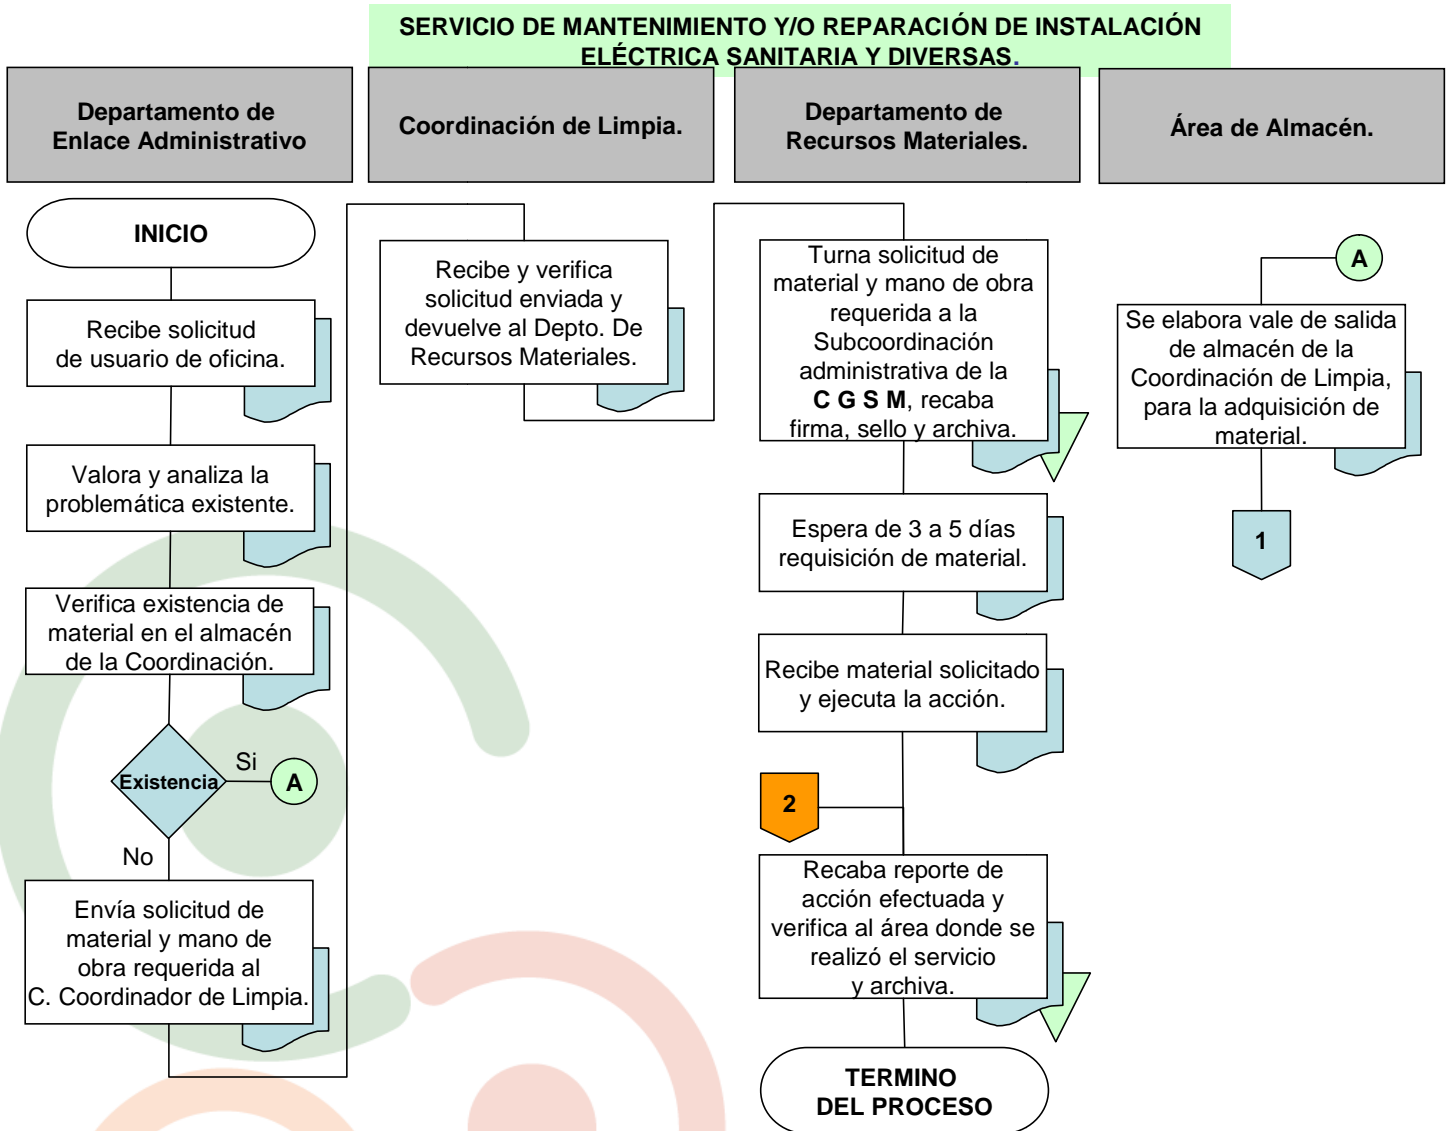 SERVICIO DE MANTENIMIENTO Y/O REPARACIÓN DE INSTALACIÓN
ELÉCTRICA SANITARIA Y DIVERSAS.
Departamento de
Enlace Administrativo
Coordinación de Limpia.
Departamento de
Recursos Materiales.
Área de Almacén.
INICIO
Recibe solicitud
de usuario de oficina.
Valora y analiza la
problemática existente.
Verifica existencia de
material en el almacén
de la Coordinación.
Existencia
Si
A
No
Envía solicitud de
material y mano de
obra requerida al
C. Coordinador de Limpia.
Recibe y verifica
solicitud enviada y
devuelve al Depto. De
Recursos Materiales.
Turna solicitud de
material y mano de obra
requerida a la
Subcoordinación
administrativa de la
C G S M, recaba
firma, sello y archiva.
Espera de 3 a 5 días
requisición de material.
Recibe material solicitado
y ejecuta la acción.
2
Recaba reporte de
acción efectuada y
verifica al área donde se
realizó el servicio
y archiva.
TERMINO
DEL PROCESO
A
Se elabora vale de salida
de almacén de la
Coordinación de Limpia,
para la adquisición de
material.
1